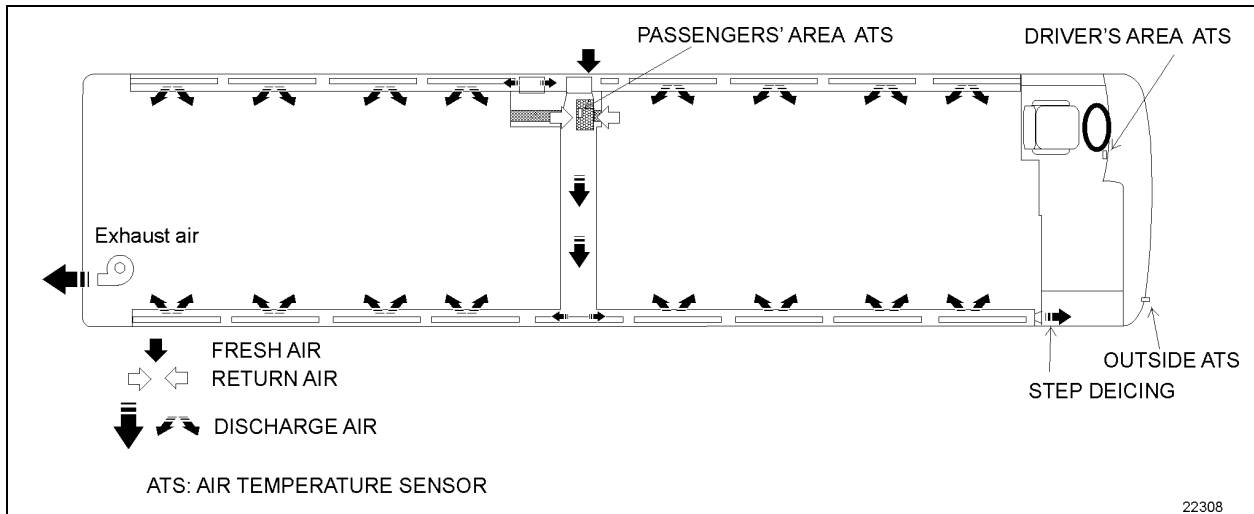 PASSENGERS' AREA ATS
DRIVER'S AREA ATS
Exhaust air
FRESH AIR
RETURN AIR
DISCHARGE AIR
OUTSIDE ATS
STEP DEICING
ATS: AIR TEMPERATURE SENSOR
22308